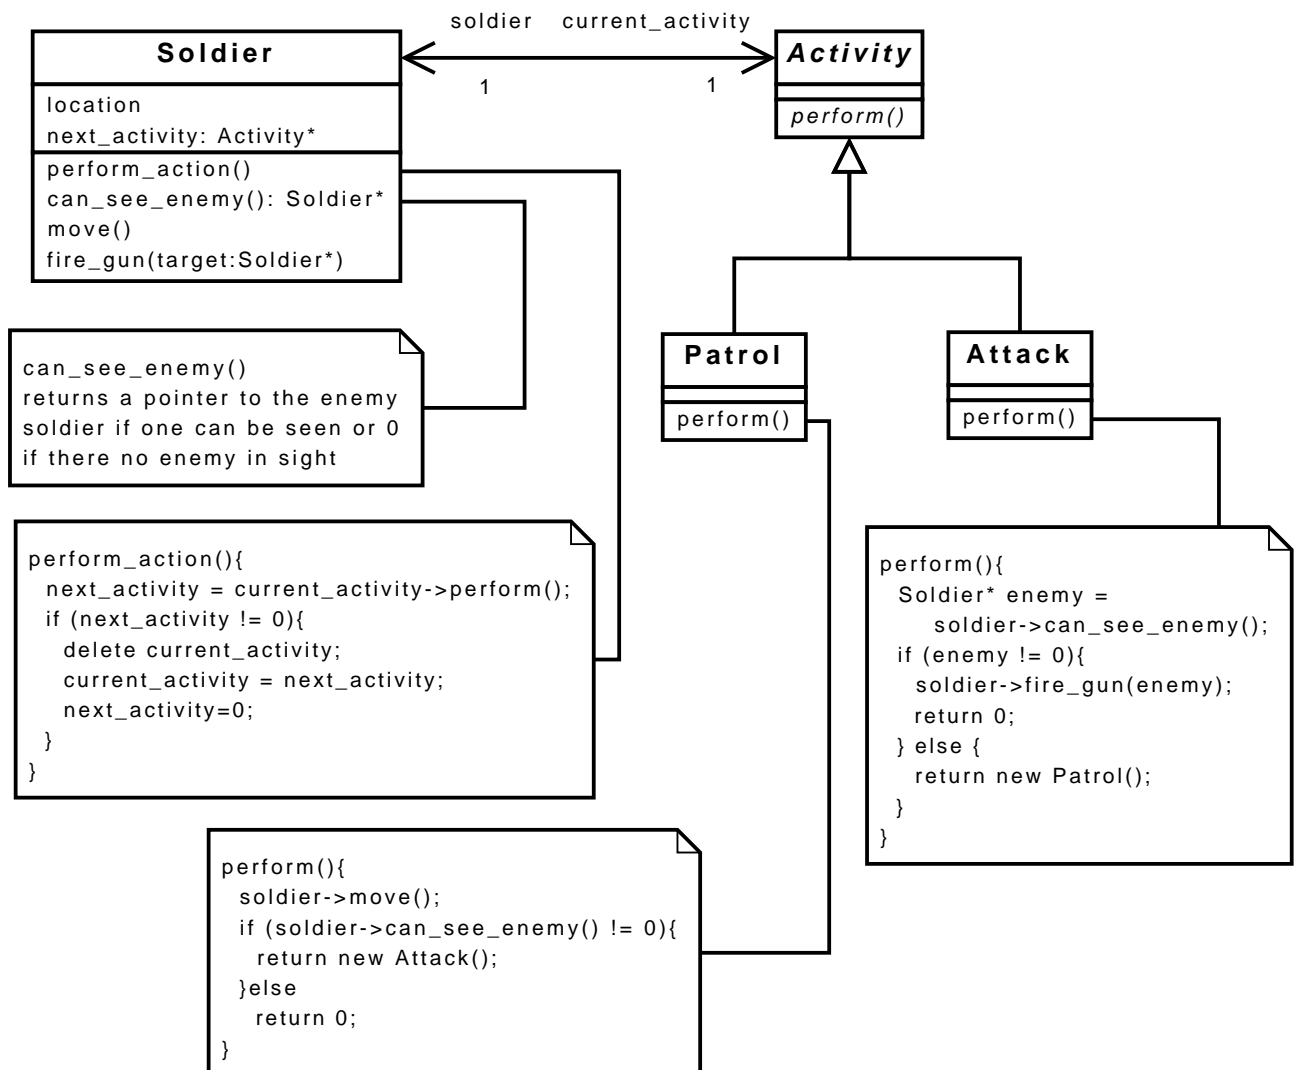 soldier current_activity
Soldier
Activity
1 1
location
next_activity: Activity*
perform()
perform_action()
can_see_enemy(): Soldier*
move()
fire_gun(target:Soldier*)
Patrol
Attack
perform()
perform()
can_see_enemy()
returns a pointer to the enemy
soldier if one can be seen or 0
if there no enemy in sight
perform_action(){
next_activity = current_activity->perform();
if (next_activity != 0){
delete current_activity;
current_activity = next_activity;
next_activity=0;
}
}
perform(){
Soldier* enemy =
soldier->can_see_enemy();
if (enemy != 0){
soldier->fire_gun(enemy);
return 0;
} else {
return new Patrol();
}
}
perform(){
soldier->move();
if (soldier->can_see_enemy() != 0){
return new Attack();
}else
return 0;
}